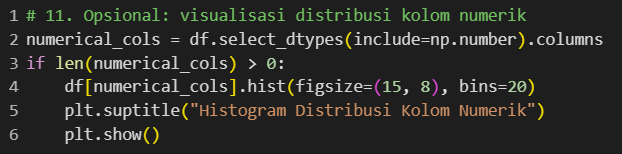 1 # 11. Opsional: visualisasi distribusi kolom numerik
2 numerical_cols = df.select_dtypes(include=np.number).columns
3 if len(numerical_cols) > 0:
4     df[numerical_cols].hist(figsize=(15, 8), bins=20)
5     plt.suptitle("Histogram Distribusi Kolom Numerik")
6     plt.show()